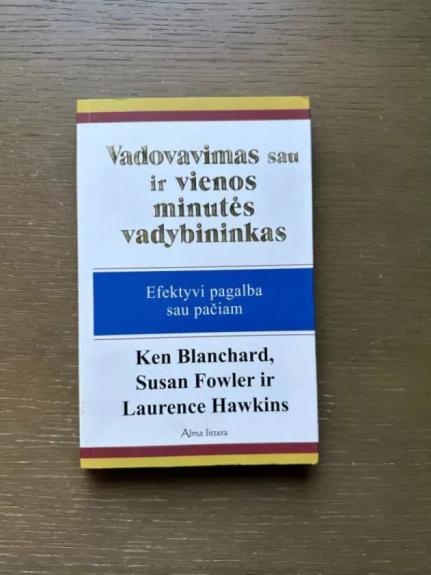 Vadovavimas sau
ir vienos
minutės
vadybininkas
Efektyvi pagalba
sau pačiam
Ken Blanchard,
Susan Fowler ir
Laurence Hawkins
Alma littera